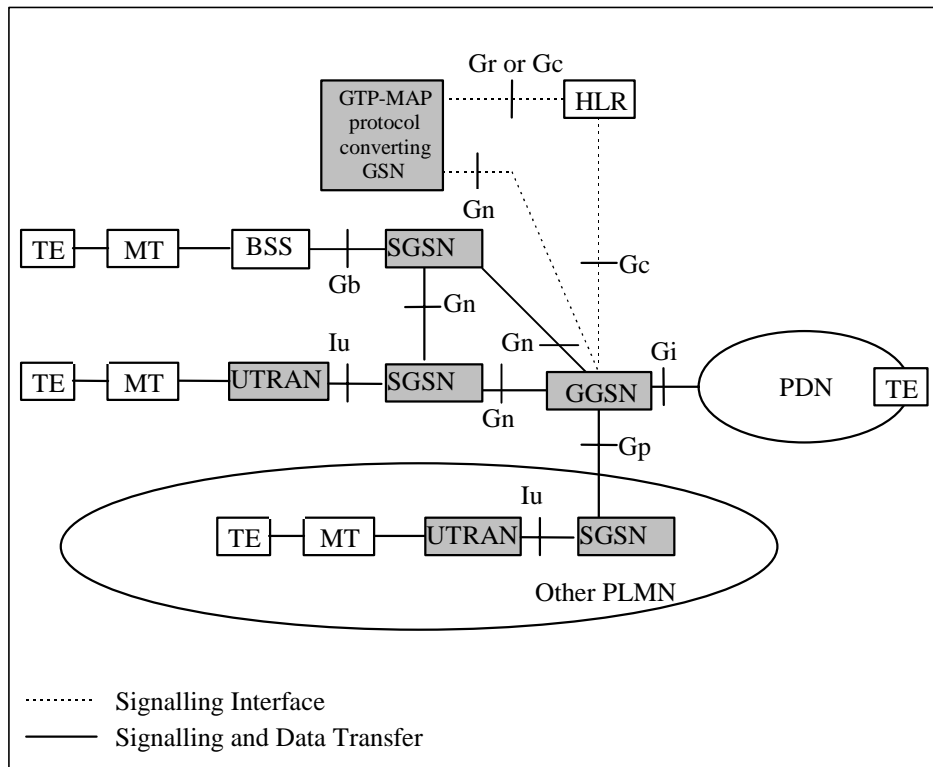 Gr or Gc
GTP-MAP
protocol
converting
GSN
HLR
Gn
TE
MT
BSS
SGSN
Gb
Gn
Gc
Iu
Gn
Gi
TE
MT
UTRAN
SGSN
GGSN
PDN
TE
Gn
Gp
Iu
TE
MT
UTRAN
SGSN
Other PLMN
Signalling Interface
Signalling and Data Transfer